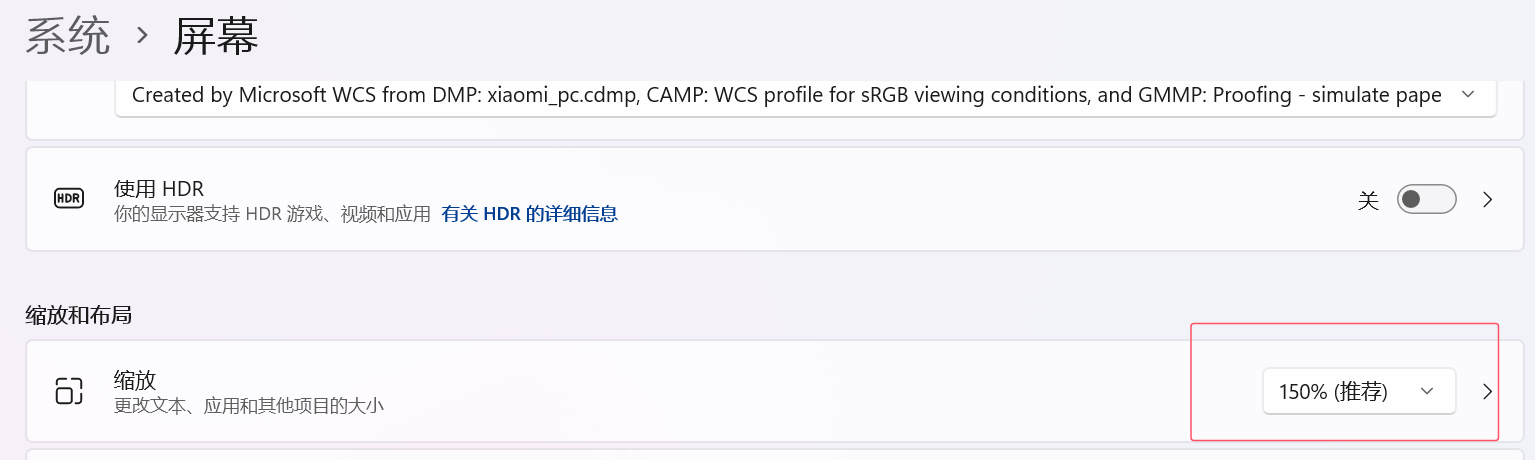 系统 › 屏幕
Created by Microsoft WCS from DMP: xiaomi_pc.cdmp, CAMP: WCS profile for sRGB viewing conditions, and GMMP: Proofing - simulate pape
HDR
使用 HDR
关
你的显示器支持 HDR 游戏、视频和应用 有关 HDR 的详细信息
缩放和布局
缩放
150% (推荐)
更改文本、应用和其他项目的大小